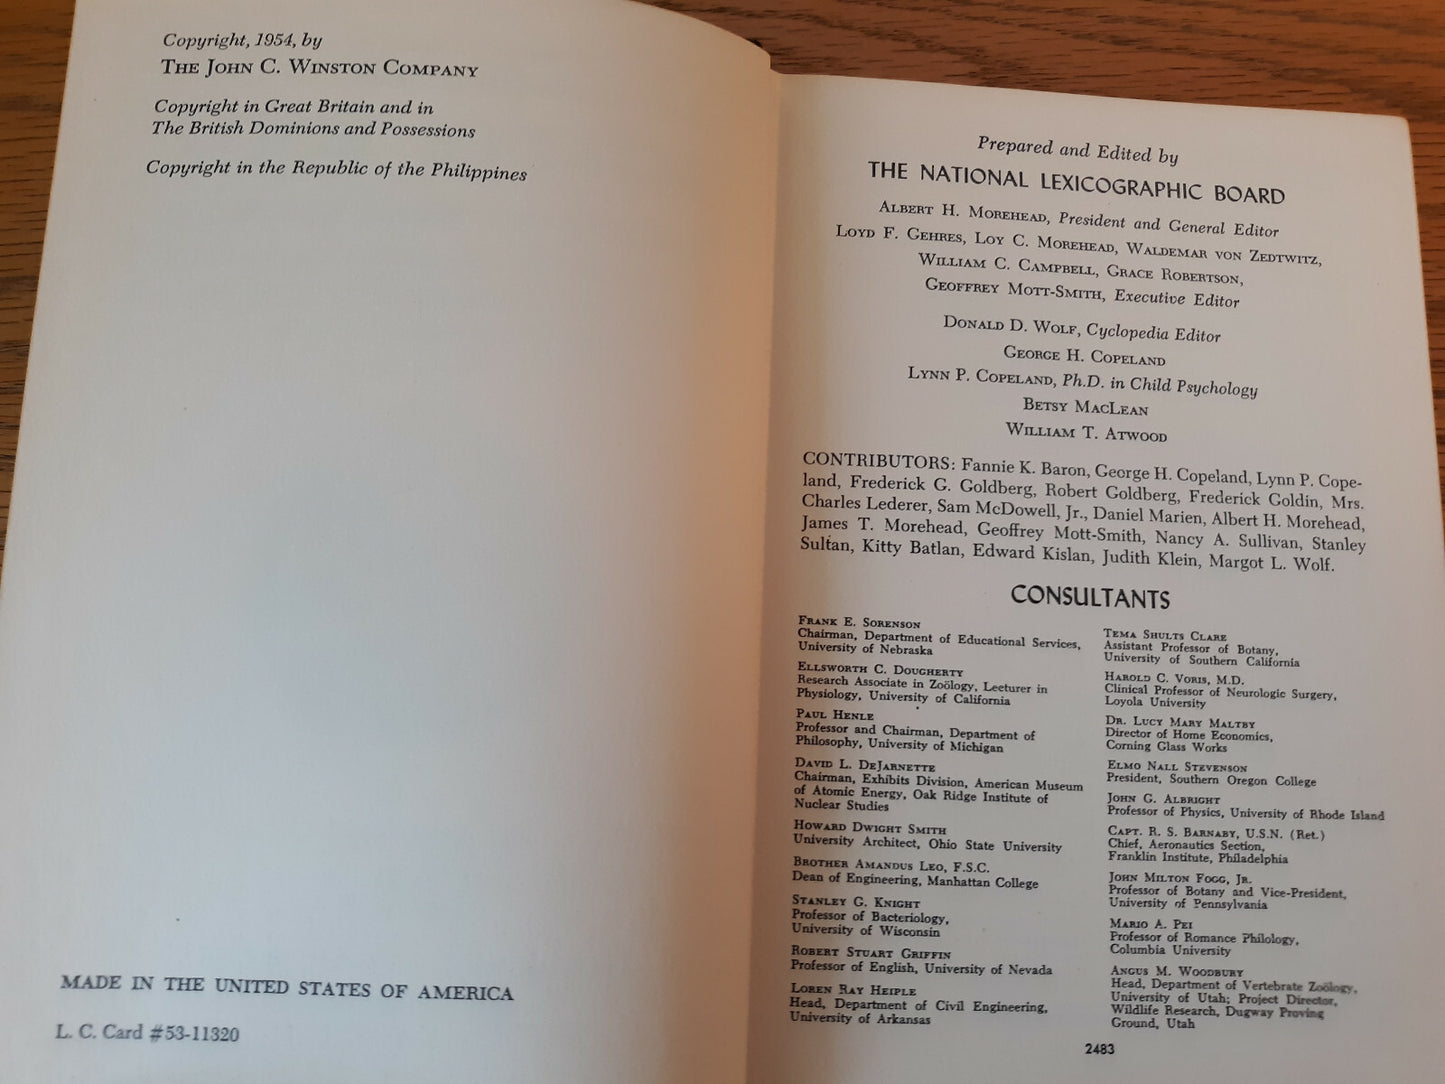 Copyright, 1954, by
THE JOHN C. WINSTON COMPANY
Copyright in Great Britain and in
The British Dominions and Possessions
Copyright in the Republic of the Philippines
MADE IN THE UNITED STATES OF AMERICA
L. C. Card #53-11320
Prepared and Edited by
THE NATIONAL LEXICOGRAPHIC BOARD
ALBERT H. MOREHEAD, President and General Editor
LOYD F. GEHRES, LOY C. MOREHEAD, WALDEMAR VON ZEDTWITZ,
WILLIAM C. CAMPBELL, GRACE ROBERTSON,
GEOFFREY MOTT-SMITH, Executive Editor
DONALD D. WOLF, Cyclopedia Editor
GEORGE H. COPELAND
LYNN P. COPELAND, Ph.D. in Child Psychology
BETSY MACLEAN
WILLIAM T. ATWOOD
CONTRIBUTORS: Fannie K. Baron, George H. Copeland, Lynn P. Cope-
land, Frederick G. Goldberg, Robert Goldberg, Frederick Goldin, Mrs.
Charles Lederer, Sam McDowell, Jr., Daniel Marien, Albert H. Morehead,
James T. Morehead, Geoffrey Mott-Smith, Nancy A. Sullivan, Stanley
Sultan, Kitty Batlan, Edward Kislan, Judith Klein, Margot L. Wolf.
CONSULTANTS
FRANK E. SORENSON
Chairman, Department of Educational Services,
University of Nebraska
ELLSWORTH C. DOUGHERTY
Research Associate in Zoölogy, Lecturer in
Physiology, University of California
PAUL HENLE
Professor and Chairman, Department of
Philosophy, University of Michigan
DAVID L. DEJARNETTE
Chairman, Exhibits Division, American Museum
of Atomic Energy, Oak Ridge Institute of
Nuclear Studies
HOWARD DWIGHT SMITH
University Architect, Ohio State University
BROTHER AMANDUS LEO, F.S.C.
Dean of Engineering, Manhattan College
STANLEY G. KNIGHT
Professor of Bacteriology,
University of Wisconsin
ROBERT STUART GRIFFIN
Professor of English, University of Nevada
LOREN RAY HEIPLE
Head, Department of Civil Engineering,
University of Arkansas
TEMA SHULTS CLARE
Assistant Professor of Botany,
University of Southern California
HAROLD C. VORIS, M.D.
Clinical Professor of Neurologic Surgery,
Loyola University
DR. LUCY MARY MALTBY
Director of Home Economics,
Corning Glass Works
ELMO NALL STEVENSON
President, Southern Oregon College
JOHN G. ALBRIGHT
Professor of Physics, University of Rhode Island
CAPT. R. S. BARNABY, U.S.N. (Ret.)
Chief, Aeronautics Section,
Franklin Institute, Philadelphia
JOHN MILTON FOGG, JR.
Professor of Botany and Vice-President,
University of Pennsylvania
MARIO A. PEI
Professor of Romance Philology,
Columbia University
ANGUS M. WOODBURY
Head, Department of Vertebrate Zoölogy,
University of Utah; Project Director,
Wildlife Research, Dugway Proving
Ground, Utah
2483